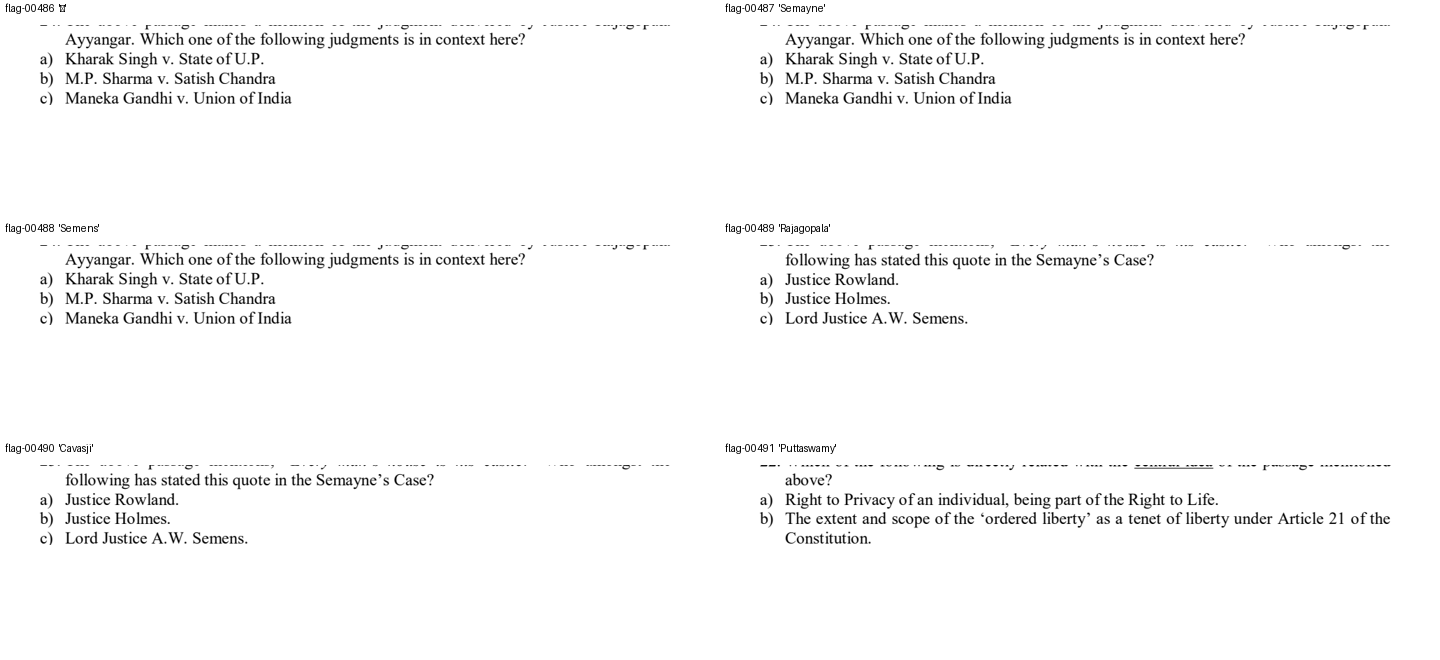 flag-00486
Ayyangar. Which one of the following judgments is in context here?
a) Kharak Singh v. State of U.P.
b) M.P. Sharma v. Satish Chandra
c) Maneka Gandhi v. Union of India
flag-00487 'Semayne'
Ayyangar. Which one of the following judgments is in context here?
a) Kharak Singh v. State of U.P.
b) M.P. Sharma v. Satish Chandra
c) Maneka Gandhi v. Union of India
flag-00488 'Semens'
Ayyangar. Which one of the following judgments is in context here?
a) Kharak Singh v. State of U.P.
b) M.P. Sharma v. Satish Chandra
c) Maneka Gandhi v. Union of India
flag-00489 'Rajagopala'
following has stated this quote in the Semayne’s Case?
a) Justice Rowland.
b) Justice Holmes.
c) Lord Justice A.W. Semens.
flag-00490 'Cavasji'
following has stated this quote in the Semayne’s Case?
a) Justice Rowland.
b) Justice Holmes.
c) Lord Justice A.W. Semens.
flag-00491 'Puttaswamy'
above?
a) Right to Privacy of an individual, being part of the Right to Life.
b) The extent and scope of the ‘ordered liberty’ as a tenet of liberty under Article 21 of the
Constitution.